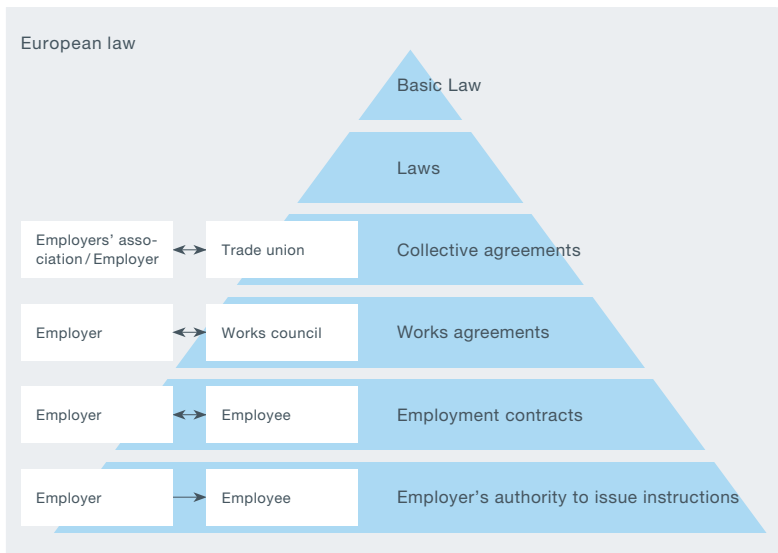 European law
Basic Law
Laws
Employers’ asso-
ciation / Employer
Trade union
Collective agreements
Employer
Works council
Works agreements
Employer
Employee
Employment contracts
Employer
Employee
Employer’s authority to issue instructions